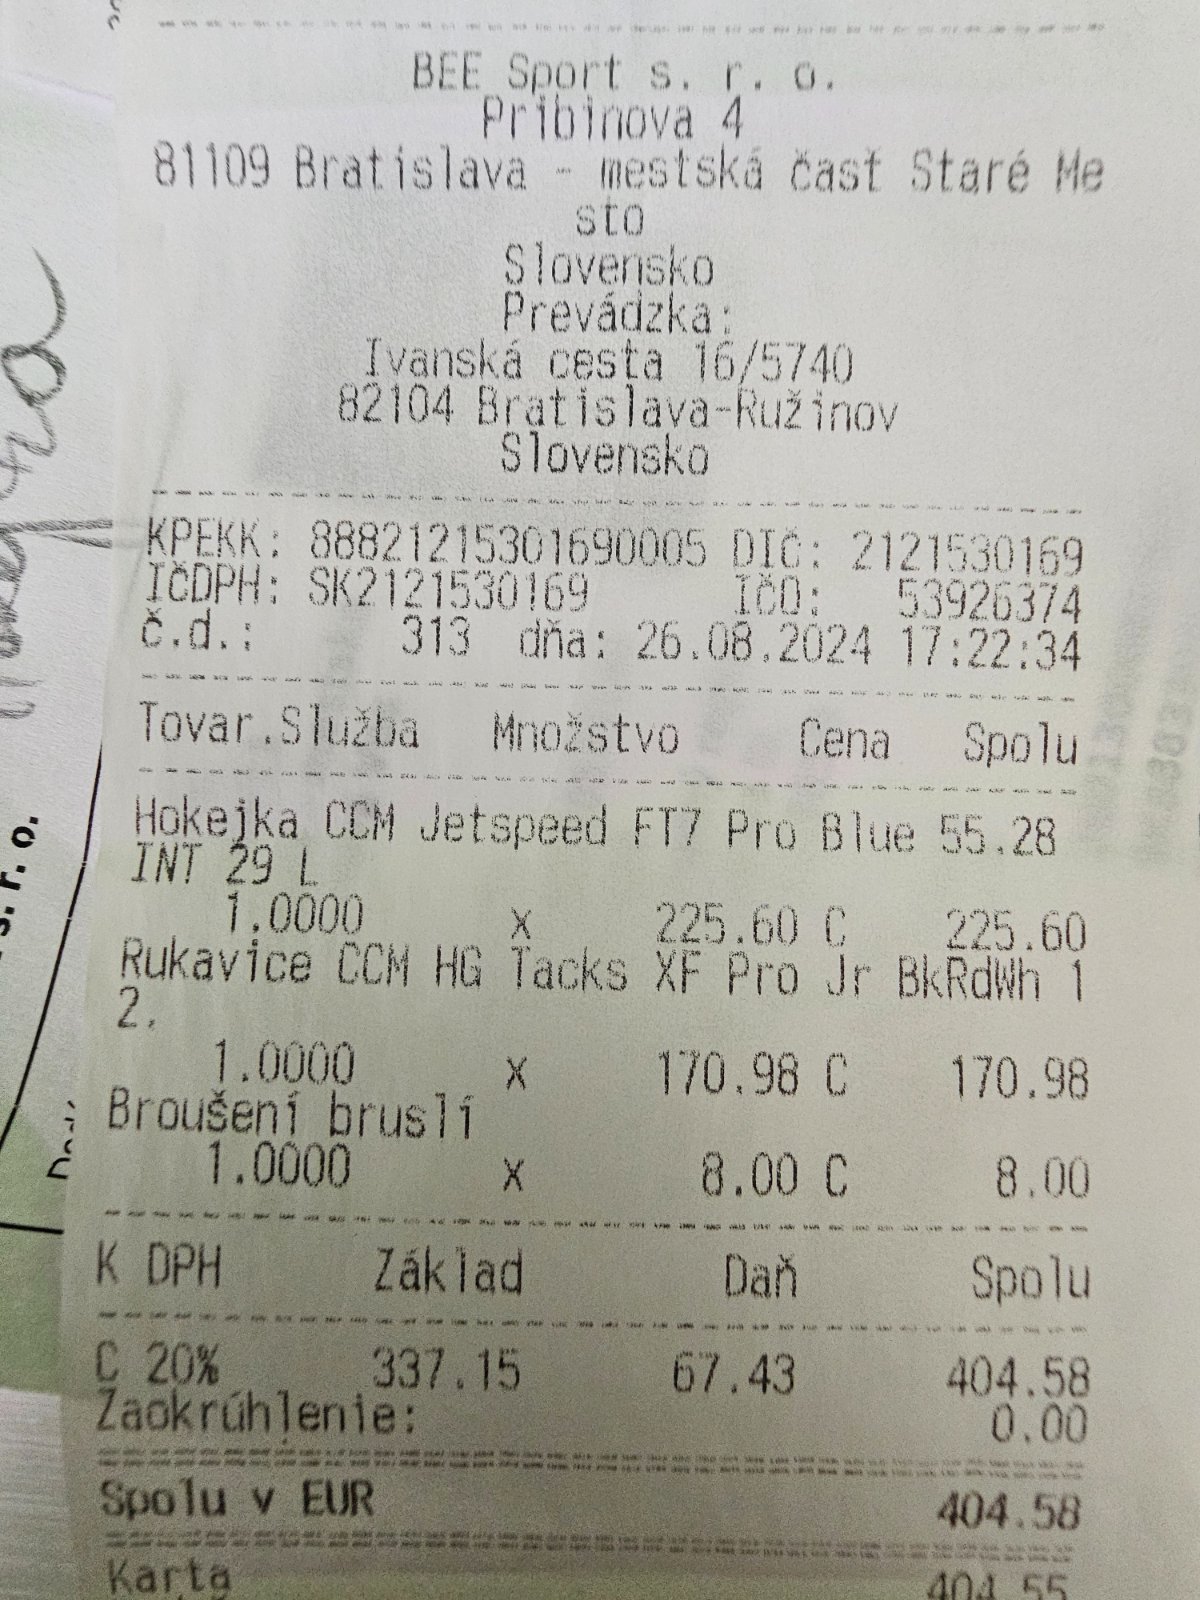 BEE Sport s. r. o.
Pribinova 4
81109 Bratislava - mestská časť Staré Me
sto
Slovensko
Prevádzka:
Ivanská cesta 16/5740
82104 Bratislava-Ružinov
Slovensko
KPEKK: 88821215301690005 DIČ: 2121530169
IČDPH: SK2121530169 IČO: 53926374
č.d.: 313 dňa: 26.08.2024 17:22:34
Tovar.Služba Množstvo Cena Spolu
Hokejka CCM Jetspeed FT7 Pro Blue 55.28
INT 29 L
1.0000 x 225.60 C 225.60
Rukavice CCM HG Tacks XF Pro Jr BkRdWh 1
2.
1.0000 x 170.98 C 170.98
Broušení bruslí
1.0000 x 8.00 C 8.00
K DPH Základ Daň Spolu
C 20% 337.15 67.43 404.58
Zaokrúhlenie: 0.00
Spolu v EUR 404.58
Karta 404.55
s. r. o.